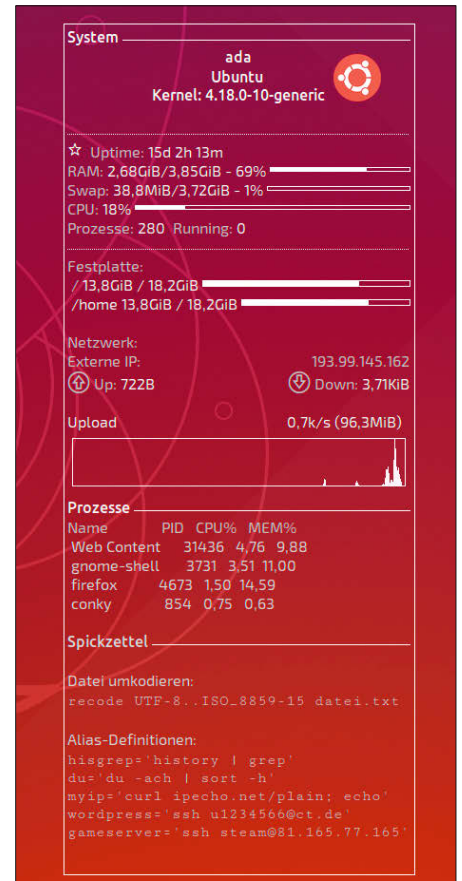 System
ada
Ubuntu
Kernel: 4.18.0-10-generic
Uptime: 15d 2h 13m
RAM: 2,68GiB/3,85GiB - 69%
Swap: 38,8MiB/3,72GiB - 1%
CPU: 18%
Prozesse: 280 Running: 0
Festplatte:
/ 13,8GiB / 18,2GiB
/home 13,8GiB / 18,2GiB
Netzwerk:
Externe IP: 193.99.145.162
Up: 722B Down: 3,71KiB
Upload 0,7k/s (96,3MiB)
Prozesse
Name PID CPU% MEM%
Web Content 31436 4,76 9,88
gnome-shell 3731 3,51 11,00
firefox 4673 1,50 14,59
conky 854 0,75 0,63
Spickzettel
Datei umkodieren:
recode UTF-8..ISO_8859-15 datei.txt
Alias-Definitionen:
hisgrep='history | grep'
du='du -ach | sort -h'
myip='curl ipecho.net/plain; echo'
wordpress='ssh u1234566@ct.de'
gameserver='ssh steam@81.165.77.165'